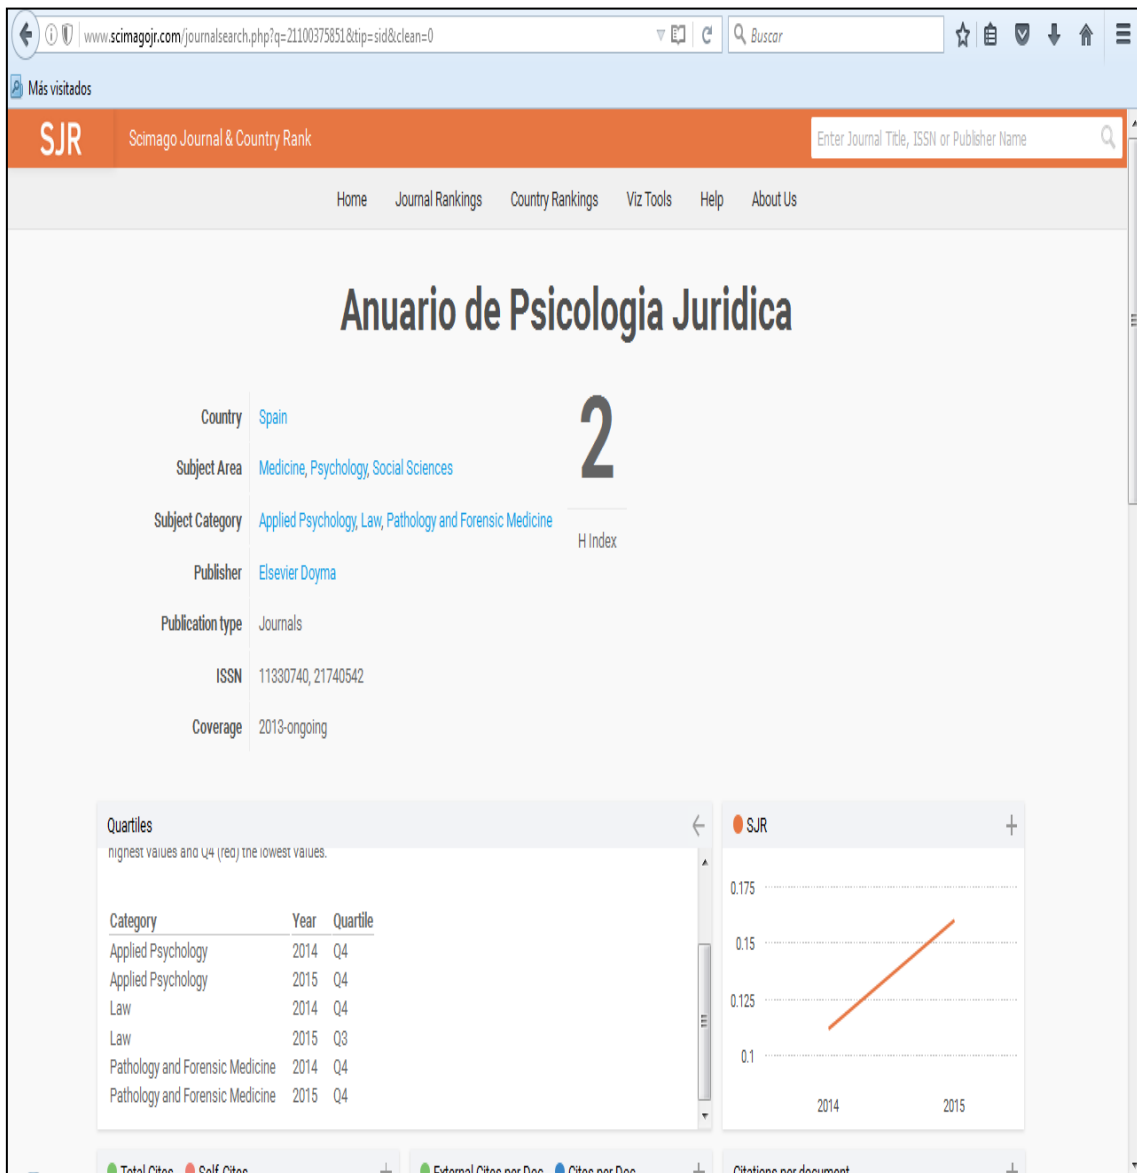 www.scimagojr.com/journalsearch.php?q=21100375851&tip=sid&clean=0
Buscar
Más visitados
SJR
Scimago Journal & Country Rank
Enter Journal Title, ISSN or Publisher Name
Home Journal Rankings Country Rankings Viz Tools Help About Us
Anuario de Psicologia Juridica
Country Spain
Subject Area Medicine, Psychology, Social Sciences
Subject Category Applied Psychology, Law, Pathology and Forensic Medicine
Publisher Elsevier Doyma
Publication type Journals
ISSN 11330740, 21740542
Coverage 2013-ongoing
2
H Index
Quartiles
highest values and Q4 (red) the lowest values.
Category Year Quartile
Applied Psychology 2014 Q4
Applied Psychology 2015 Q4
Law 2014 Q4
Law 2015 Q3
Pathology and Forensic Medicine 2014 Q4
Pathology and Forensic Medicine 2015 Q4
SJR
0.175
0.15
0.125
0.1
2014 2015
Total Cites Self-Cites
External Cites per Doc Cites per Doc
Citations per document